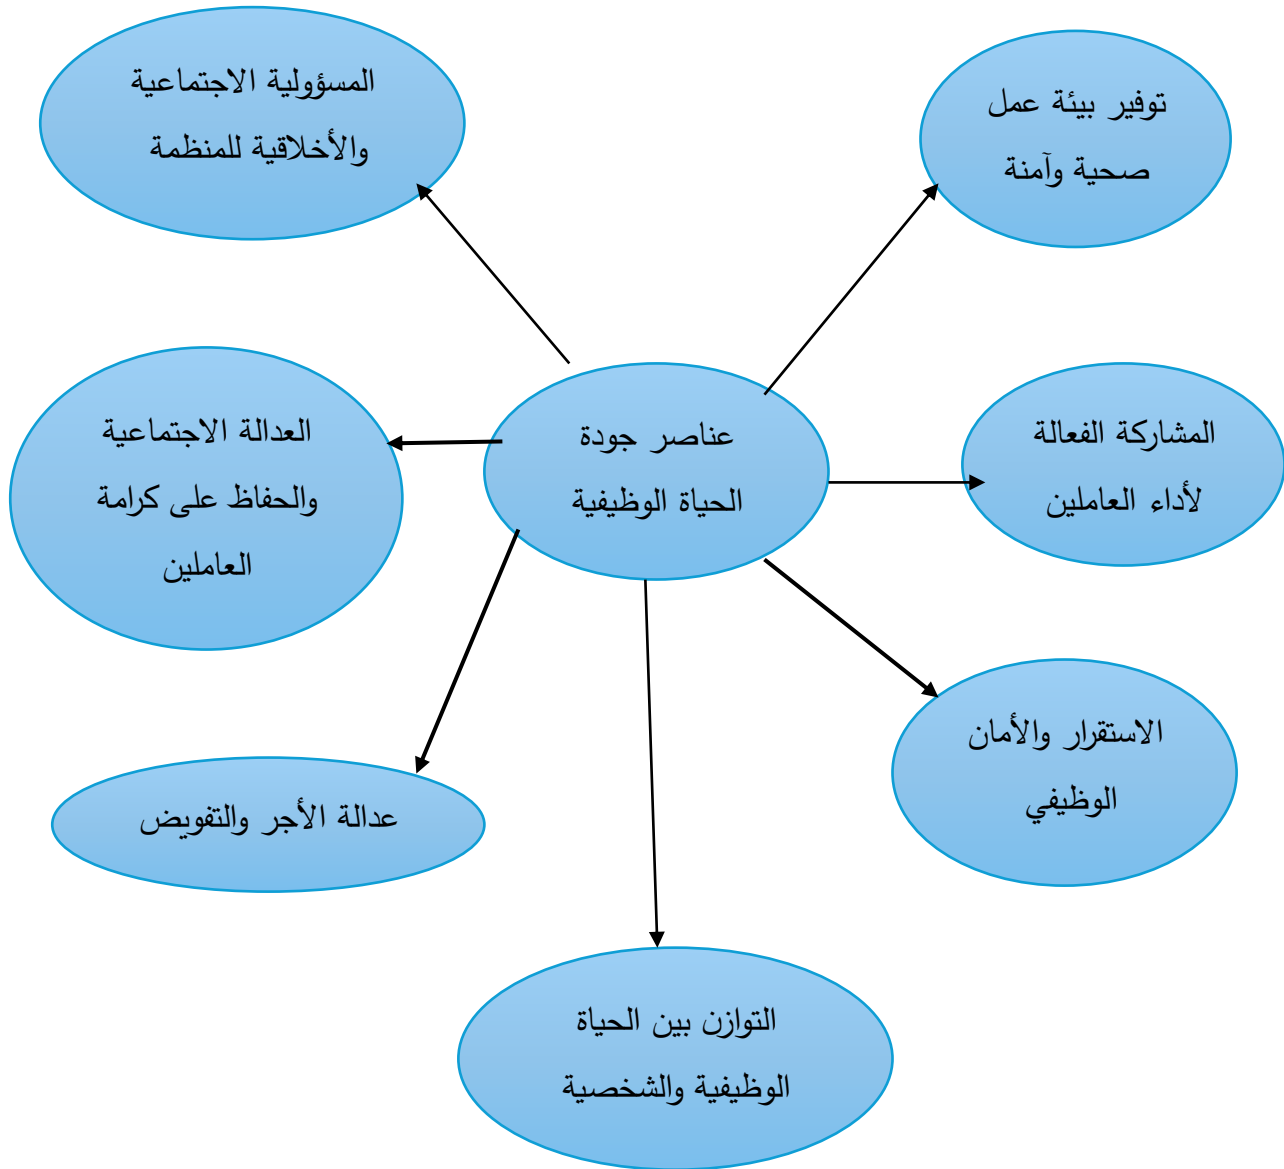 المسؤولية الاجتماعية
والأخلاقية للمنظمة
توفير بيئة عمل
صحية وآمنة
العدالة الاجتماعية
والحفاظ على كرامة
العاملين
عناصر جودة
الحياة الوظيفية
المشاركة الفعالة
لأداء العاملين
الاستقرار والأمان
الوظيفي
عدالة الأجر والتفويض
التوازن بين الحياة
الوظيفية والشخصية